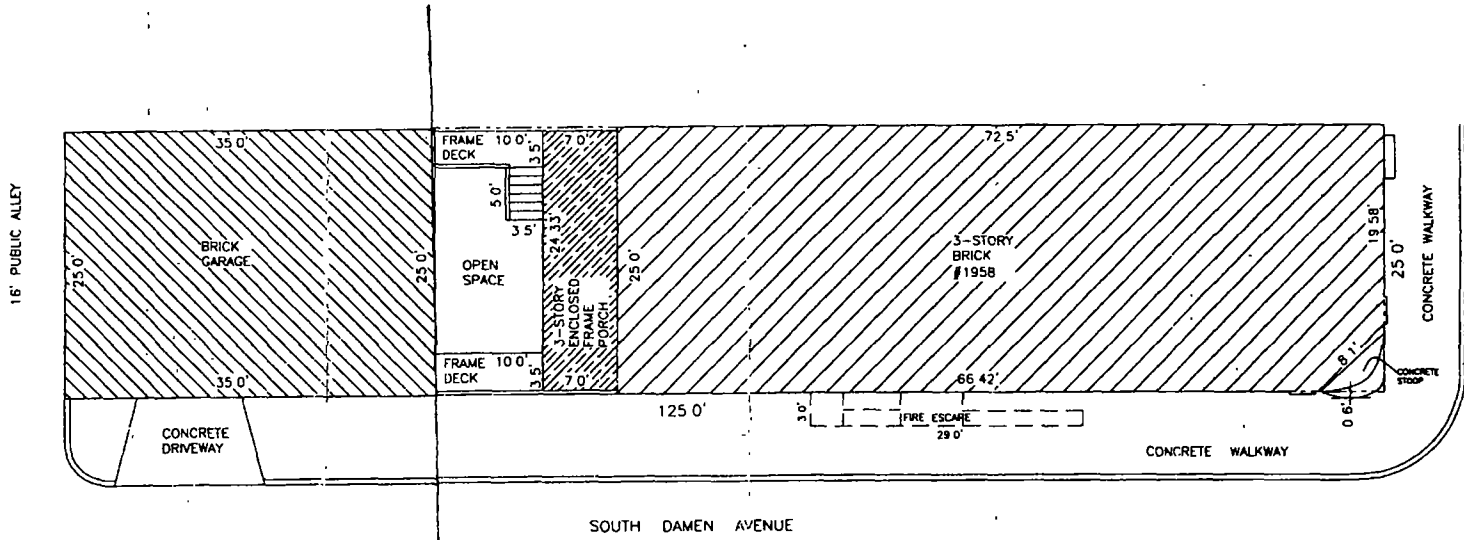 16' PUBLIC ALLEY
35 0'
25 0'
BRICK
GARAGE
25 0'
35 0'
CONCRETE
DRIVEWAY
FRAME 10 0'
DECK
3 5'
5 0'
3 5'
OPEN
SPACE
FRAME 10 0'
DECK
3 5'
7 0'
24 33'
3-STORY
ENCLOSED
FRAME
PORCH
7 0'
25 0'
72 5'
3-STORY
BRICK
#1958
66 42'
19 58'
25 0'
CONCRETE WALKWAY
8 1'
CONCRETE
STOOP
0 6'
125 0'
3 0'
FIRE ESCAPE
29 0'
CONCRETE WALKWAY
SOUTH DAMEN AVENUE